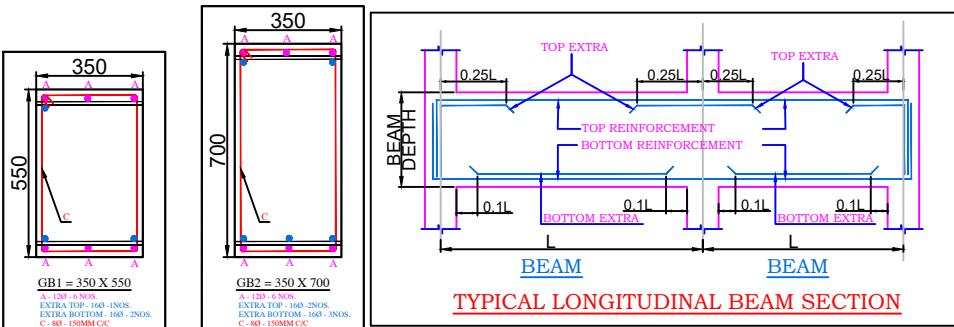 350
A A A
550
C
A A A
GB1 = 350 X 550
A - 12Ø - 6 NOS.
EXTRA TOP - 16Ø -1NOS.
EXTRA BOTTOM - 16Ø - 2NOS.
C - 8Ø - 150MM C/C
350
A A A
700
C
A A A
GB2 = 350 X 700
A - 12Ø - 6 NOS.
EXTRA TOP - 16Ø -2NOS.
EXTRA BOTTOM - 16Ø - 3NOS.
C - 8Ø - 150MM C/C
TOP EXTRA
TOP EXTRA
0.25L 0.25L 0.25L 0.25L
BEAM
DEPTH
TOP REINFORCEMENT
BOTTOM REINFORCEMENT
0.1L 0.1L 0.1L 0.1L
BOTTOM EXTRA BOTTOM EXTRA
L L
BEAM BEAM
TYPICAL LONGITUDINAL BEAM SECTION